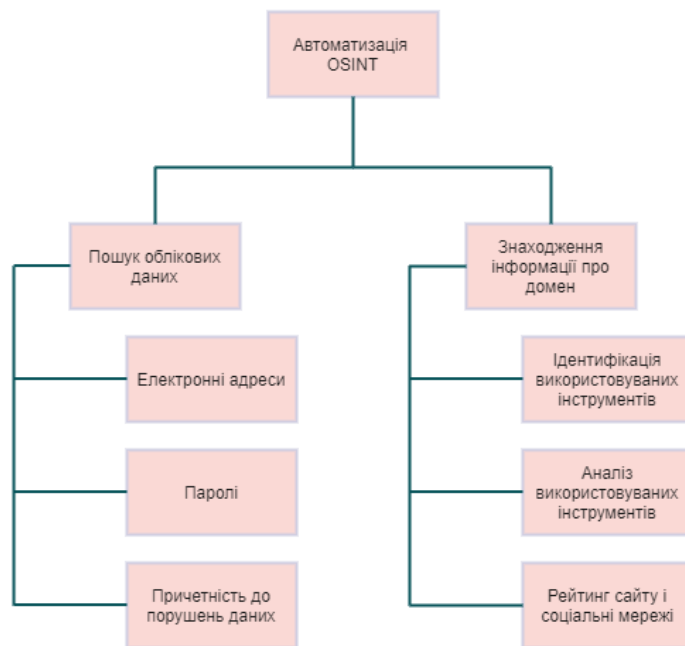 Автоматизація
OSINT
Пошук облікових
даних
Електронні адреси
Паролі
Причетність до
порушень даних
Знаходження
інформації про
домен
Ідентифікація
використовуваних
інструментів
Аналіз
використовуваних
інструментів
Рейтинг сайту і
соціальні мережі